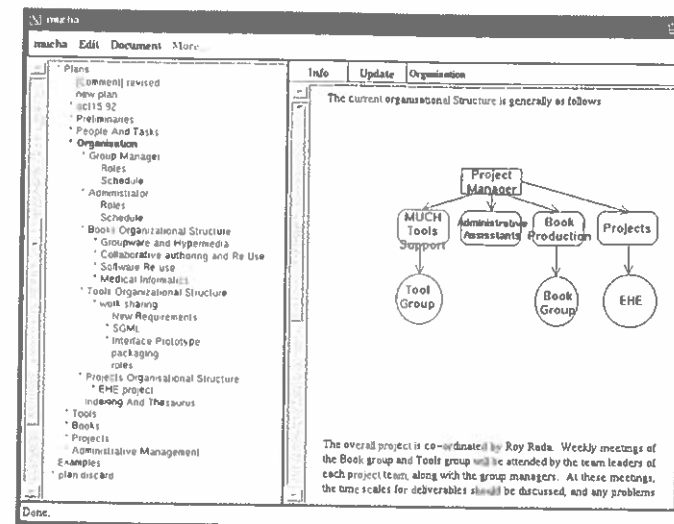 mucha
mucha Edit Document More...
* Plans
[Comment] revised
new plan
* oct15.92
* Preliminaries
* People And Tasks
* Organisation
* Group Manager
Roles
Schedule
* Administrator
Roles
Schedule
* Books Organizational Structure
* Groupware and Hypermedia
* Collaborative authoring and Re Use
* Software Re use
* Medical Informatics
* Tools Organizational Structure
* work sharing
New Requirements
* SGML
* Interface Prototype
packaging
roles
* Projects Organisational Structure
* EHE project
Indexing And Thesaurus
* Tools
* Books
* Projects
* Administrative Management
Examples
* plan discard
Done.
Info Update Organisation
The current organisational Structure is generally as follows
Project
Manager
MUCH
Tools
Support
Administrative
Assistants
Book
Production
Projects
Tool
Group
Book
Group
EHE
The overall project is co-ordinated by Roy Rada. Weekly meetings of
the Book group and Tools group will be attended by the team leaders of
each project team, along with the group managers. At these meetings,
the time scales for deliverables should be discussed, and any problems